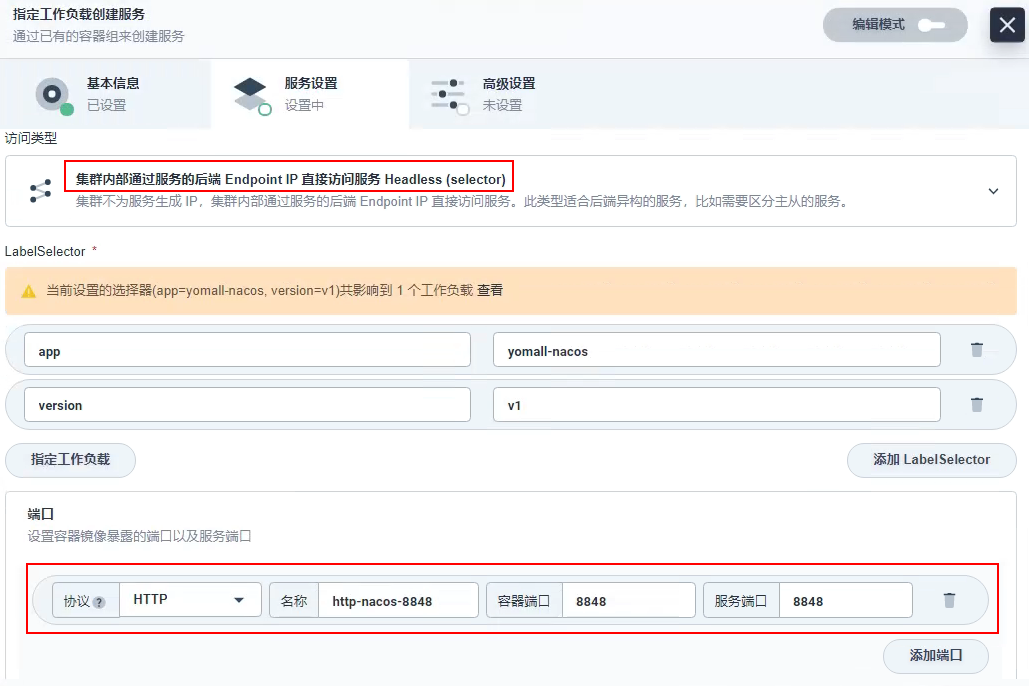 指定工作负载创建服务
通过已有的容器组来创建服务
编辑模式
基本信息
已设置
服务设置
设置中
高级设置
未设置
访问类型
集群内部通过服务的后端 Endpoint IP 直接访问服务 Headless (selector)
集群不为服务生成 IP，集群内部通过服务的后端 Endpoint IP 直接访问服务。此类型适合后端异构的服务，比如需要区分主从的服务。
LabelSelector *
当前设置的选择器(app=yomall-nacos, version=v1)共影响到 1 个工作负载 查看
app yomall-nacos
version v1
指定工作负载 添加 LabelSelector
端口
设置容器镜像暴露的端口以及服务端口
协议 ? HTTP 名称 http-nacos-8848 容器端口 8848 服务端口 8848
添加端口